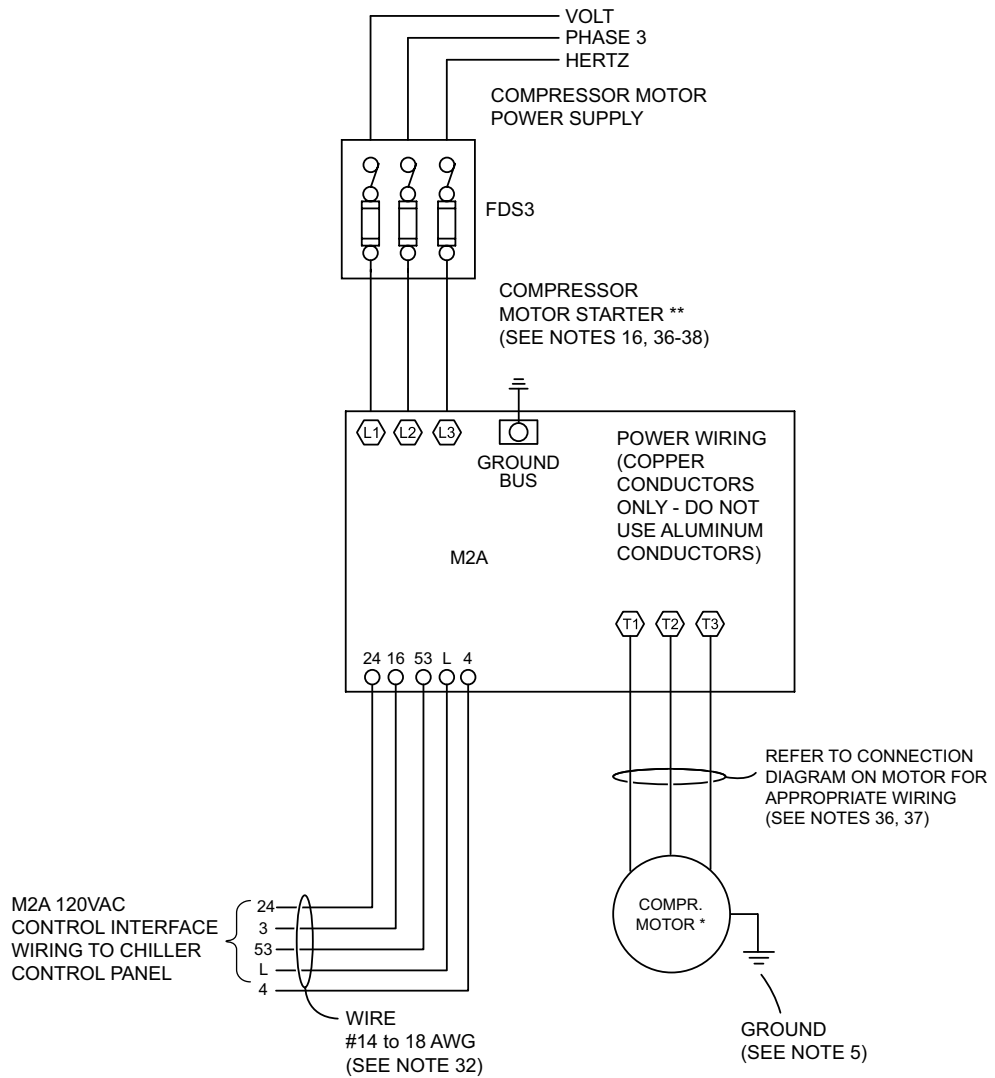 VOLT
PHASE 3
HERTZ
COMPRESSOR MOTOR
POWER SUPPLY
FDS3
COMPRESSOR
MOTOR STARTER **
(SEE NOTES 16, 36-38)
L1 L2 L3
GROUND
BUS
POWER WIRING
(COPPER
CONDUCTORS
ONLY - DO NOT
USE ALUMINUM
CONDUCTORS)
M2A
T1 T2 T3
24 16 53 L 4
REFER TO CONNECTION
DIAGRAM ON MOTOR FOR
APPROPRIATE WIRING
(SEE NOTES 36, 37)
COMPR.
MOTOR *
M2A 120VAC
CONTROL INTERFACE
WIRING TO CHILLER
CONTROL PANEL
24
3
53
L
4
WIRE
#14 to 18 AWG
(SEE NOTE 32)
GROUND
(SEE NOTE 5)